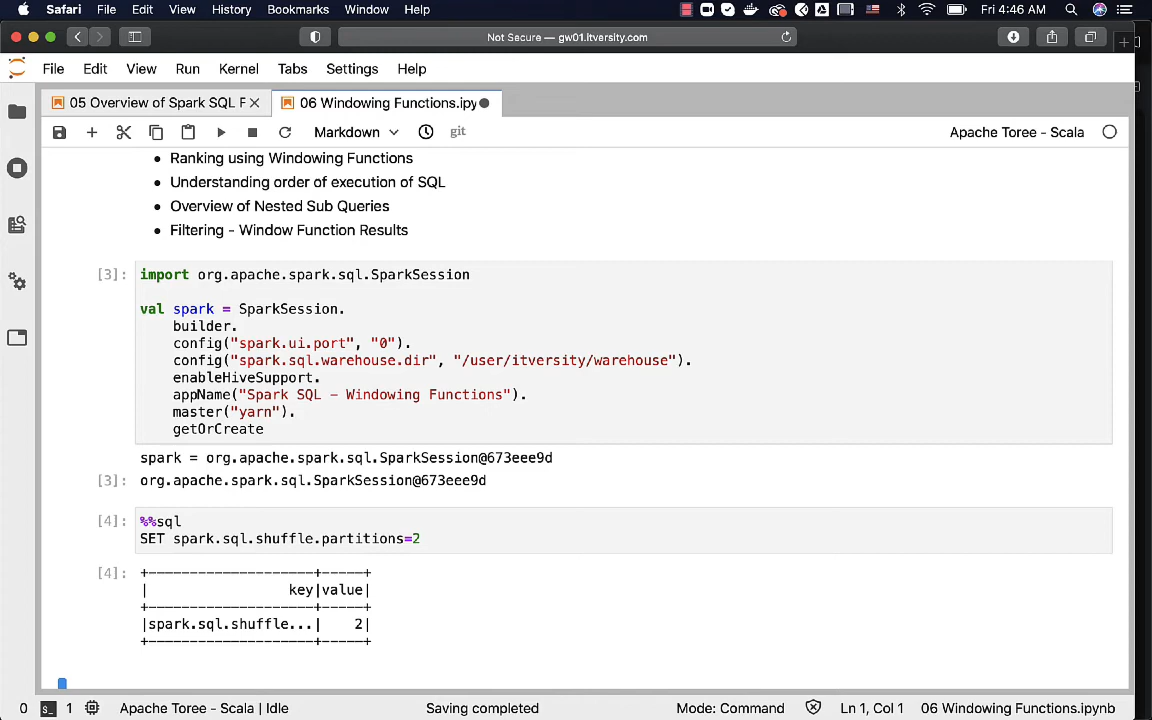 Safari File Edit View History Bookmarks Window Help Fri 4:46 AM
Not Secure — gw01.itversity.com
File Edit View Run Kernel Tabs Settings Help
05 Overview of Spark SQL F 06 Windowing Functions.ipy
Markdown git Apache Toree - Scala
• Ranking using Windowing Functions
• Understanding order of execution of SQL
• Overview of Nested Sub Queries
• Filtering - Window Function Results
[3]: import org.apache.spark.sql.SparkSession
val spark = SparkSession.
builder.
config("spark.ui.port", "0").
config("spark.sql.warehouse.dir", "/user/itversity/warehouse").
enableHiveSupport.
appName("Spark SQL - Windowing Functions").
master("yarn").
getOrCreate
spark = org.apache.spark.sql.SparkSession@673eee9d
[3]: org.apache.spark.sql.SparkSession@673eee9d
[4]: %%sql
SET spark.sql.shuffle.partitions=2
[4]: +--------------------+-----+
| key|value|
+--------------------+-----+
|spark.sql.shuffle...| 2|
+--------------------+-----+
0 1 Apache Toree - Scala | Idle Saving completed Mode: Command Ln 1, Col 1 06 Windowing Functions.ipynb